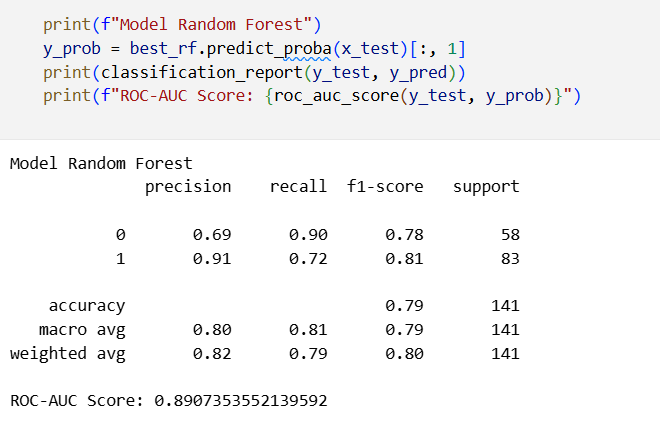 print(f"Model Random Forest")
y_prob = best_rf.predict_proba(x_test)[:, 1]
print(classification_report(y_test, y_pred))
print(f"ROC-AUC Score: {roc_auc_score(y_test, y_prob)}")
Model Random Forest
precision recall f1-score support
0 0.69 0.90 0.78 58
1 0.91 0.72 0.81 83
accuracy 0.79 141
macro avg 0.80 0.81 0.79 141
weighted avg 0.82 0.79 0.80 141
ROC-AUC Score: 0.8907353552139592